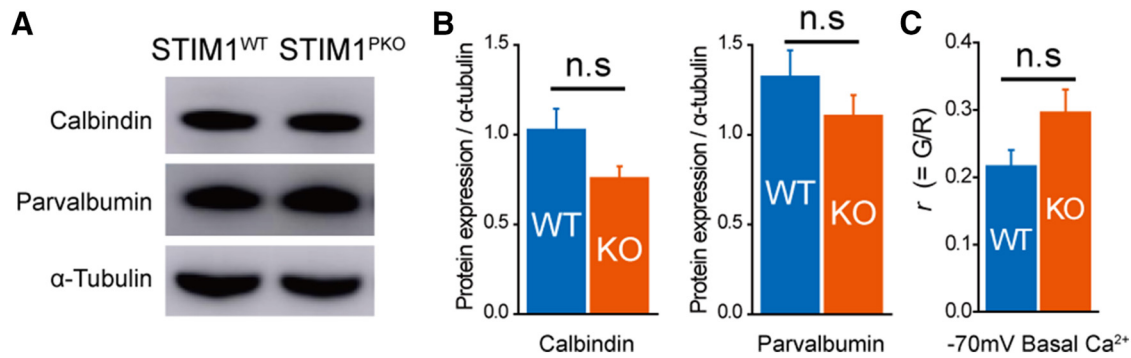 A
STIM1ᵂᵀ STIM1ᴾᴷᴼ
Calbindin
Parvalbumin
α-Tubulin
B
Protein expression / α-tubulin
1.5
1.0
0.5
0.0
n.s
WT
KO
Calbindin
Protein expression / α-tubulin
1.5
1.0
0.5
0.0
n.s
WT
KO
Parvalbumin
C
r (= G/R)
0.4
0.3
0.2
0.1
0.0
n.s
WT
KO
-70mV Basal Ca²⁺